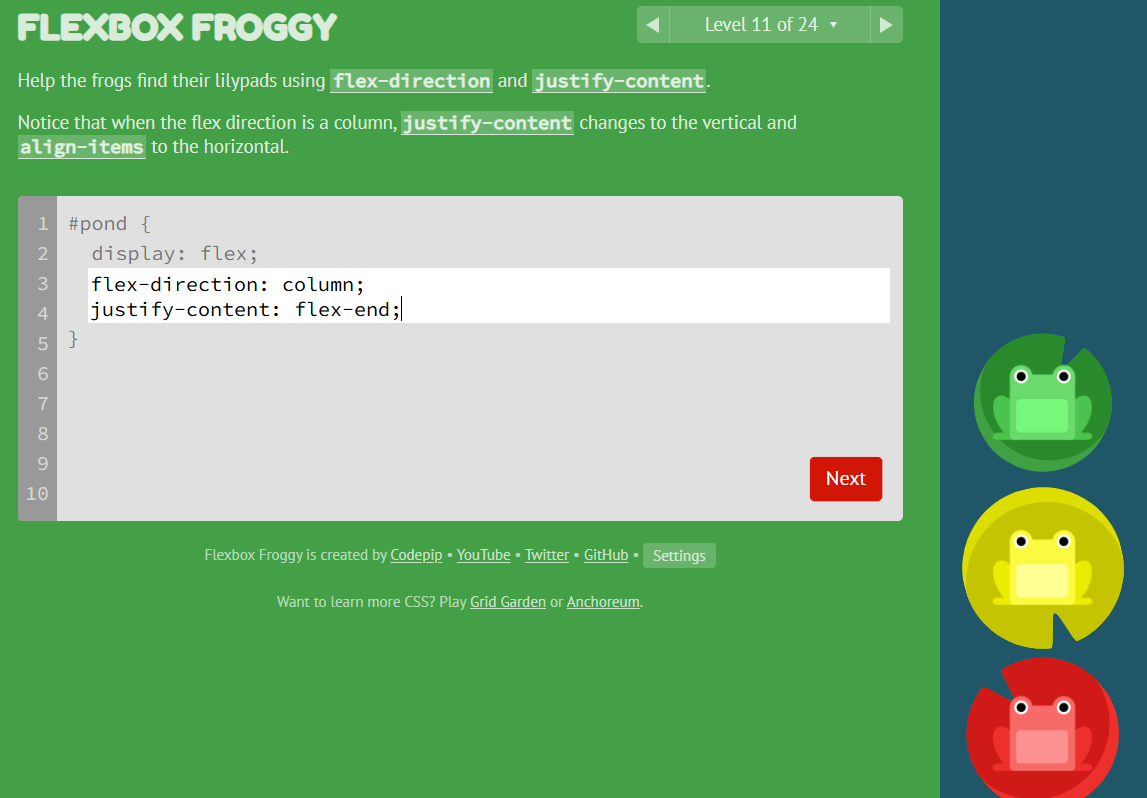 FLEXBOX FROGGY
◀ Level 11 of 24 ▼ ▶
Help the frogs find their lilypads using flex-direction and justify-content.
Notice that when the flex direction is a column, justify-content changes to the vertical and
align-items to the horizontal.
1 #pond {
2 display: flex;
3 flex-direction: column;
4 justify-content: flex-end;
5 }
6
7
8
9
10
Next
Flexbox Froggy is created by Codepip • YouTube • Twitter • GitHub • Settings
Want to learn more CSS? Play Grid Garden or Anchoreum.